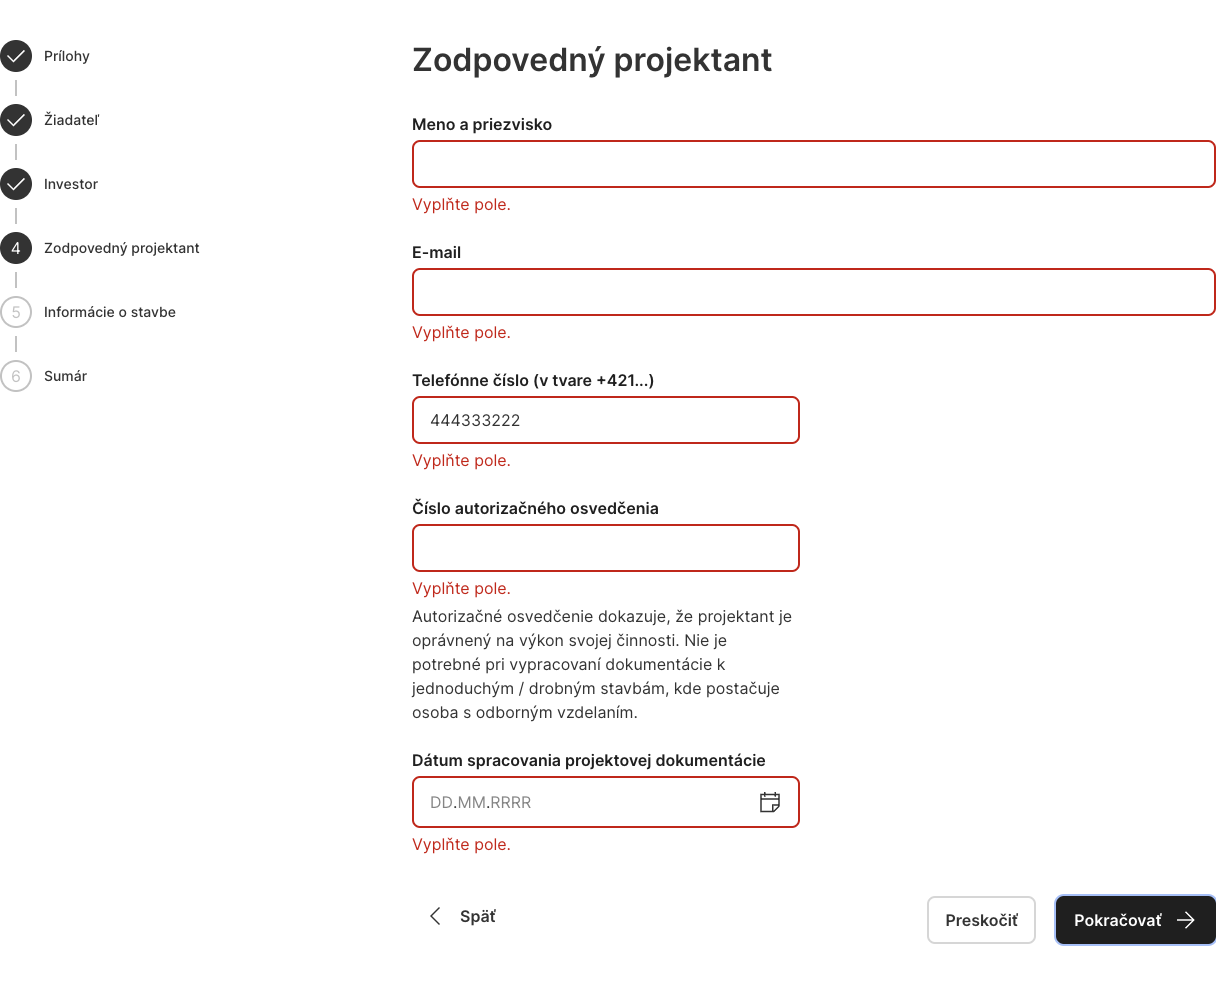 Prílohy
Žiadateľ
Investor
4
Zodpovedný projektant
5
Informácie o stavbe
6
Sumár
Zodpovedný projektant
Meno a priezvisko
Vyplňte pole.
E-mail
Vyplňte pole.
Telefónne číslo (v tvare +421...)
444333222
Vyplňte pole.
Číslo autorizačného osvedčenia
Vyplňte pole.
Autorizačné osvedčenie dokazuje, že projektant je
oprávnený na výkon svojej činnosti. Nie je
potrebné pri vypracovaní dokumentácie k
jednoduchým / drobným stavbám, kde postačuje
osoba s odborným vzdelaním.
Dátum spracovania projektovej dokumentácie
DD.MM.RRRR
Vyplňte pole.
Späť
Preskočiť
Pokračovať